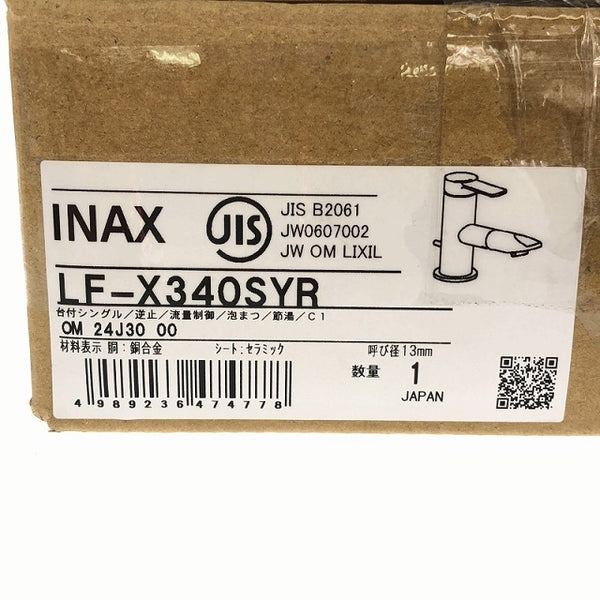 INAX
JIS
JIS B2061
JW0607002
JW OM LIXIL
LF-X340SYR
台付シングル/逆止/流量制御/泡まつ/節湯/C1
OM 24J30 00
材料表示 胴:銅合金 シート:セラミック 呼び径13mm
数量 1
JAPAN
4989236474778